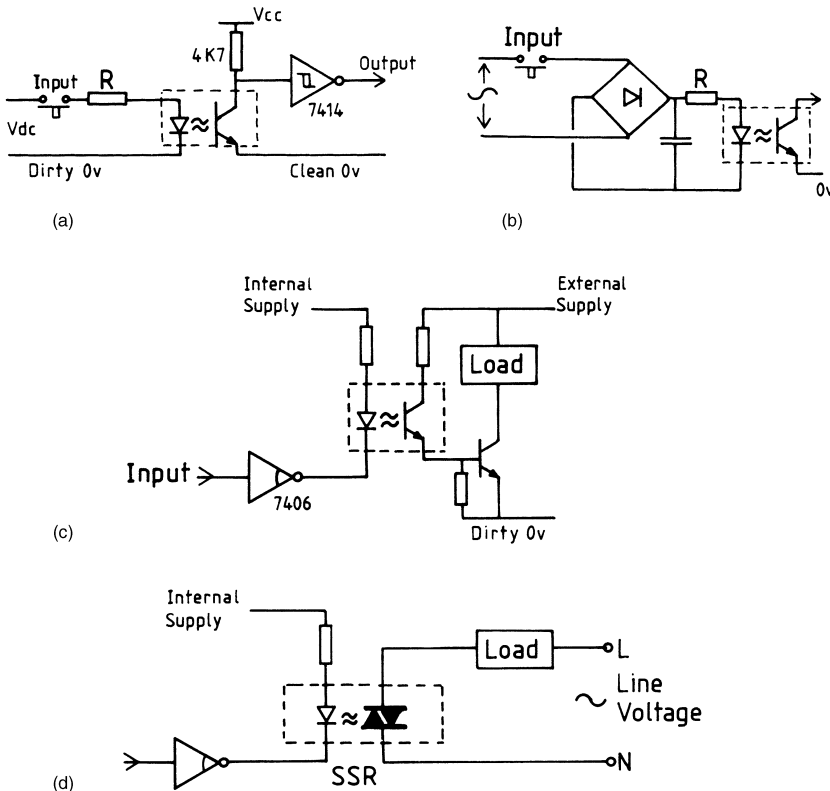 Vcc
4K7
Output
Input
R
7414
Vdc
Dirty 0v
Clean 0v
(a)
Input
R
0v
(b)
Internal
Supply
External
Supply
Load
Input
7406
Dirty 0v
(c)
Internal
Supply
Load
L
Line
Voltage
N
SSR
(d)